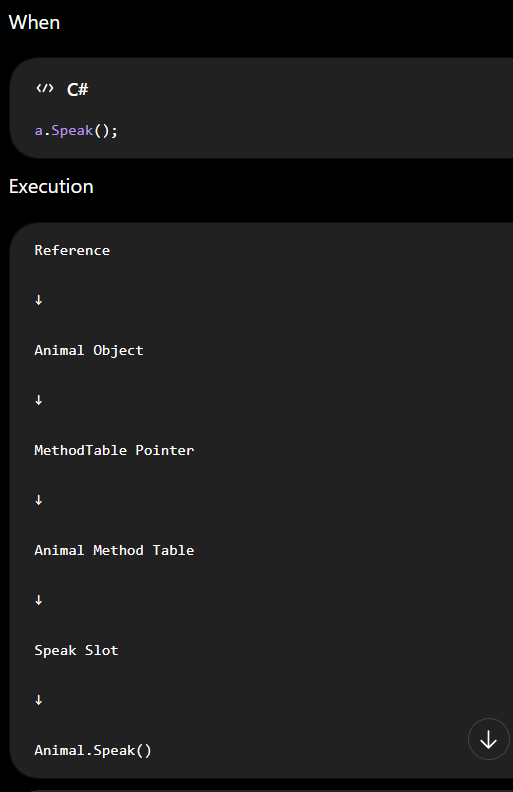 When
</> C#
a.Speak();
Execution
Reference
↓
Animal Object
↓
MethodTable Pointer
↓
Animal Method Table
↓
Speak Slot
↓
Animal.Speak()